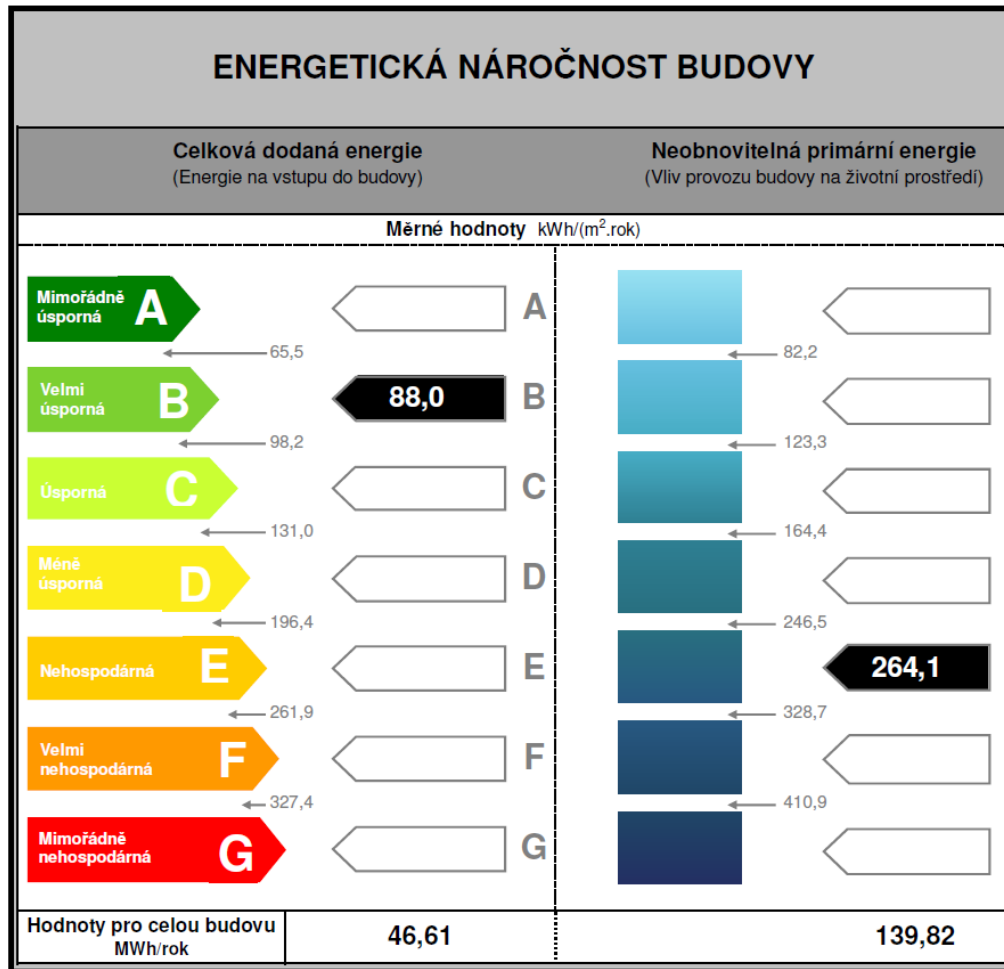 ENERGETICKÁ NÁROČNOST BUDOVY
Celková dodaná energie
(Energie na vstupu do budovy)
Neobnovitelná primární energie
(Vliv provozu budovy na životní prostředí)
Měrné hodnoty kWh/(m².rok)
Mimořádně
úsporná
A
A
65,5
82,2
Velmi
úsporná
B
88,0
B
98,2
123,3
Úsporná
C
C
131,0
164,4
Méně
úsporná
D
D
196,4
246,5
Nehospodárná
E
E
264,1
261,9
328,7
Velmi
nehospodárná
F
F
327,4
410,9
Mimořádně
nehospodárná
G
G
Hodnoty pro celou budovu
MWh/rok
46,61
139,82